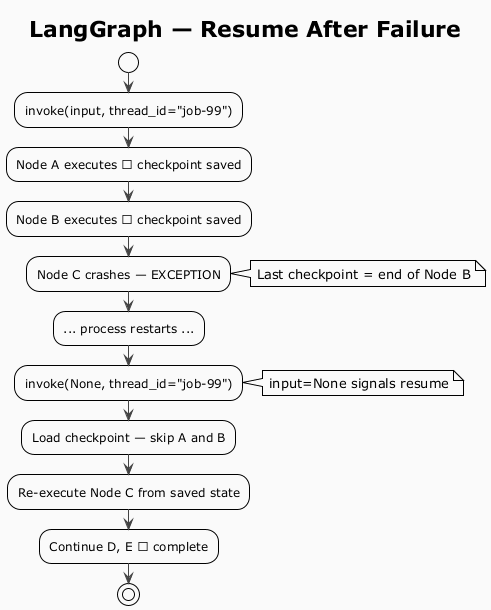 LangGraph — Resume After Failure
invoke(input, thread_id="job-99")
Node A executes □ checkpoint saved
Node B executes □ checkpoint saved
Node C crashes — EXCEPTION
Last checkpoint = end of Node B
... process restarts ...
invoke(None, thread_id="job-99")
input=None signals resume
Load checkpoint — skip A and B
Re-execute Node C from saved state
Continue D, E □ complete